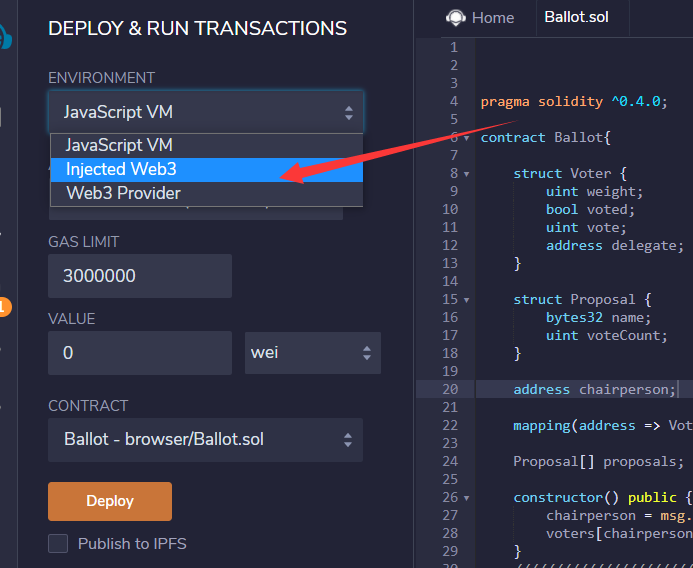 DEPLOY & RUN TRANSACTIONS
ENVIRONMENT
JavaScript VM
JavaScript VM
Injected Web3
Web3 Provider
GAS LIMIT
3000000
VALUE
0
wei
CONTRACT
Ballot - browser/Ballot.sol
Deploy
Publish to IPFS
1
Home
Ballot.sol
1
2
3
4 pragma solidity ^0.4.0;
5
6 contract Ballot{
7
8 struct Voter {
9 uint weight;
10 bool voted;
11 uint vote;
12 address delegate;
13 }
14
15 struct Proposal {
16 bytes32 name;
17 uint voteCount;
18 }
19
20 address chairperson;
21
22 mapping(address => Vot
23
24 Proposal[] proposals;
25
26 constructor() public {
27 chairperson = msg.
28 voters[chairperson
29 }